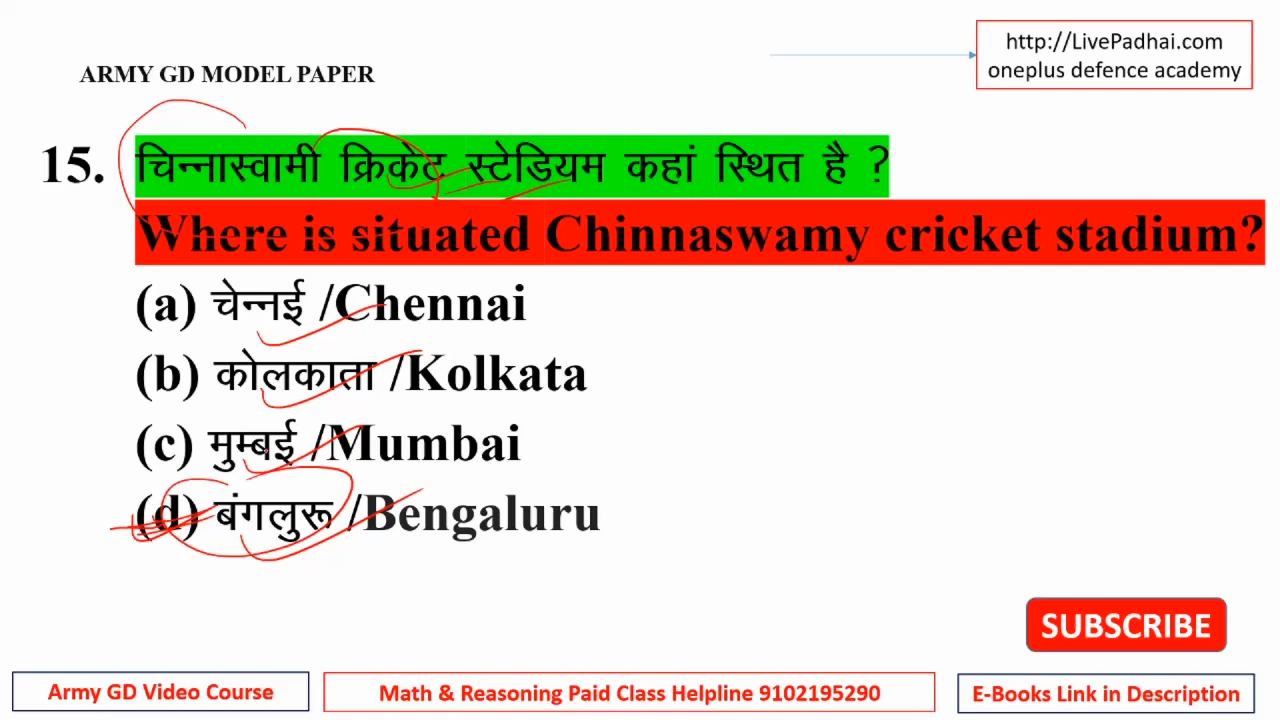 http://LivePadhai.com
oneplus defence academy
ARMY GD MODEL PAPER
15. चिन्नास्वामी क्रिकेट स्टेडियम कहां स्थित है ?
Where is situated Chinnaswamy cricket stadium?
(a) चेन्नई /Chennai
(b) कोलकाता /Kolkata
(c) मुम्बई /Mumbai
(d) बंगलुरू /Bengaluru
SUBSCRIBE
Army GD Video Course
Math & Reasoning Paid Class Helpline 9102195290
E-Books Link in Description